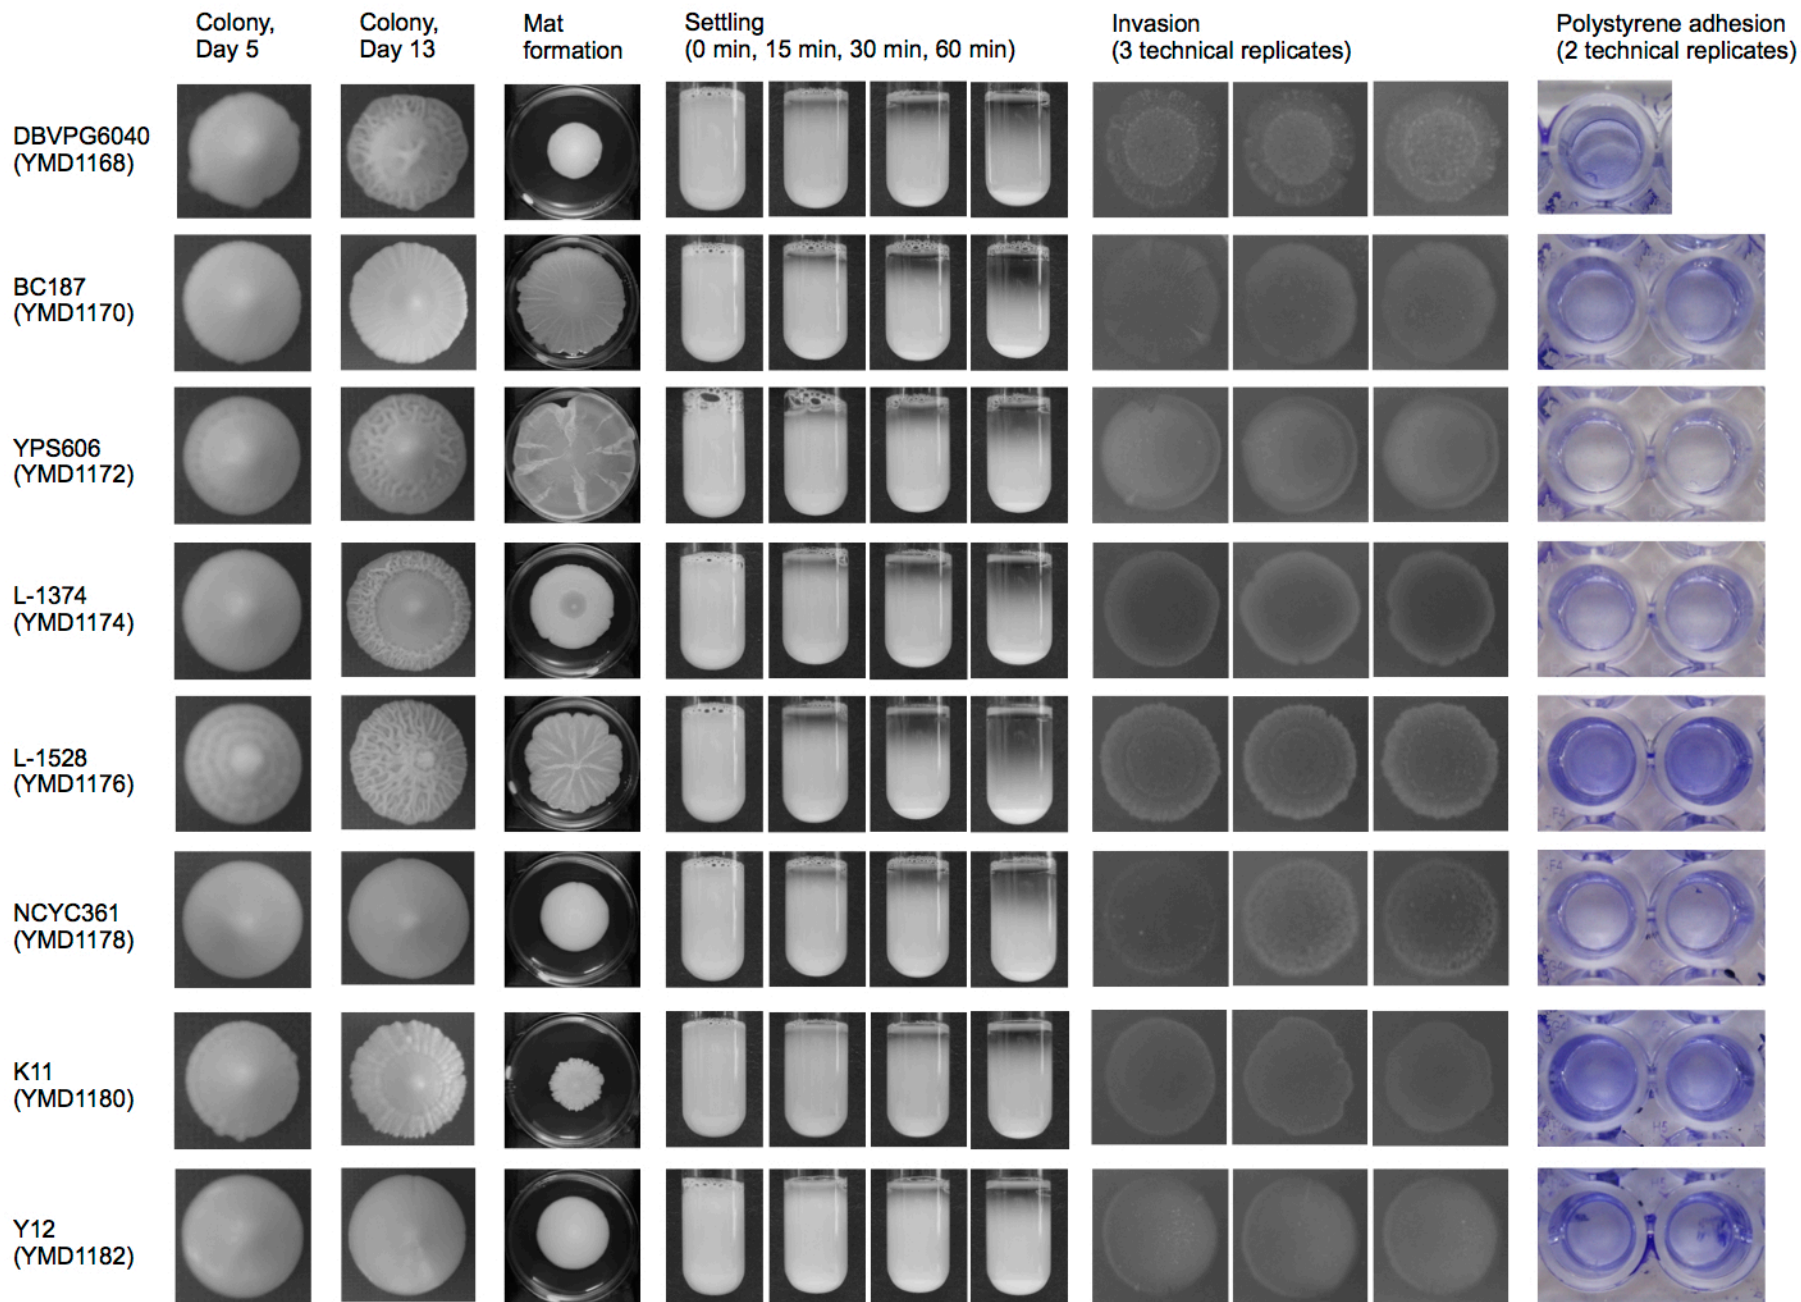 Colony,
Day 5
Colony,
Day 13
Mat
formation
Settling
(0 min, 15 min, 30 min, 60 min)
Invasion
(3 technical replicates)
Polystyrene adhesion
(2 technical replicates)
DBVPG6040
(YMD1168)
BC187
(YMD1170)
YPS606
(YMD1172)
L-1374
(YMD1174)
L-1528
(YMD1176)
NCYC361
(YMD1178)
K11
(YMD1180)
Y12
(YMD1182)